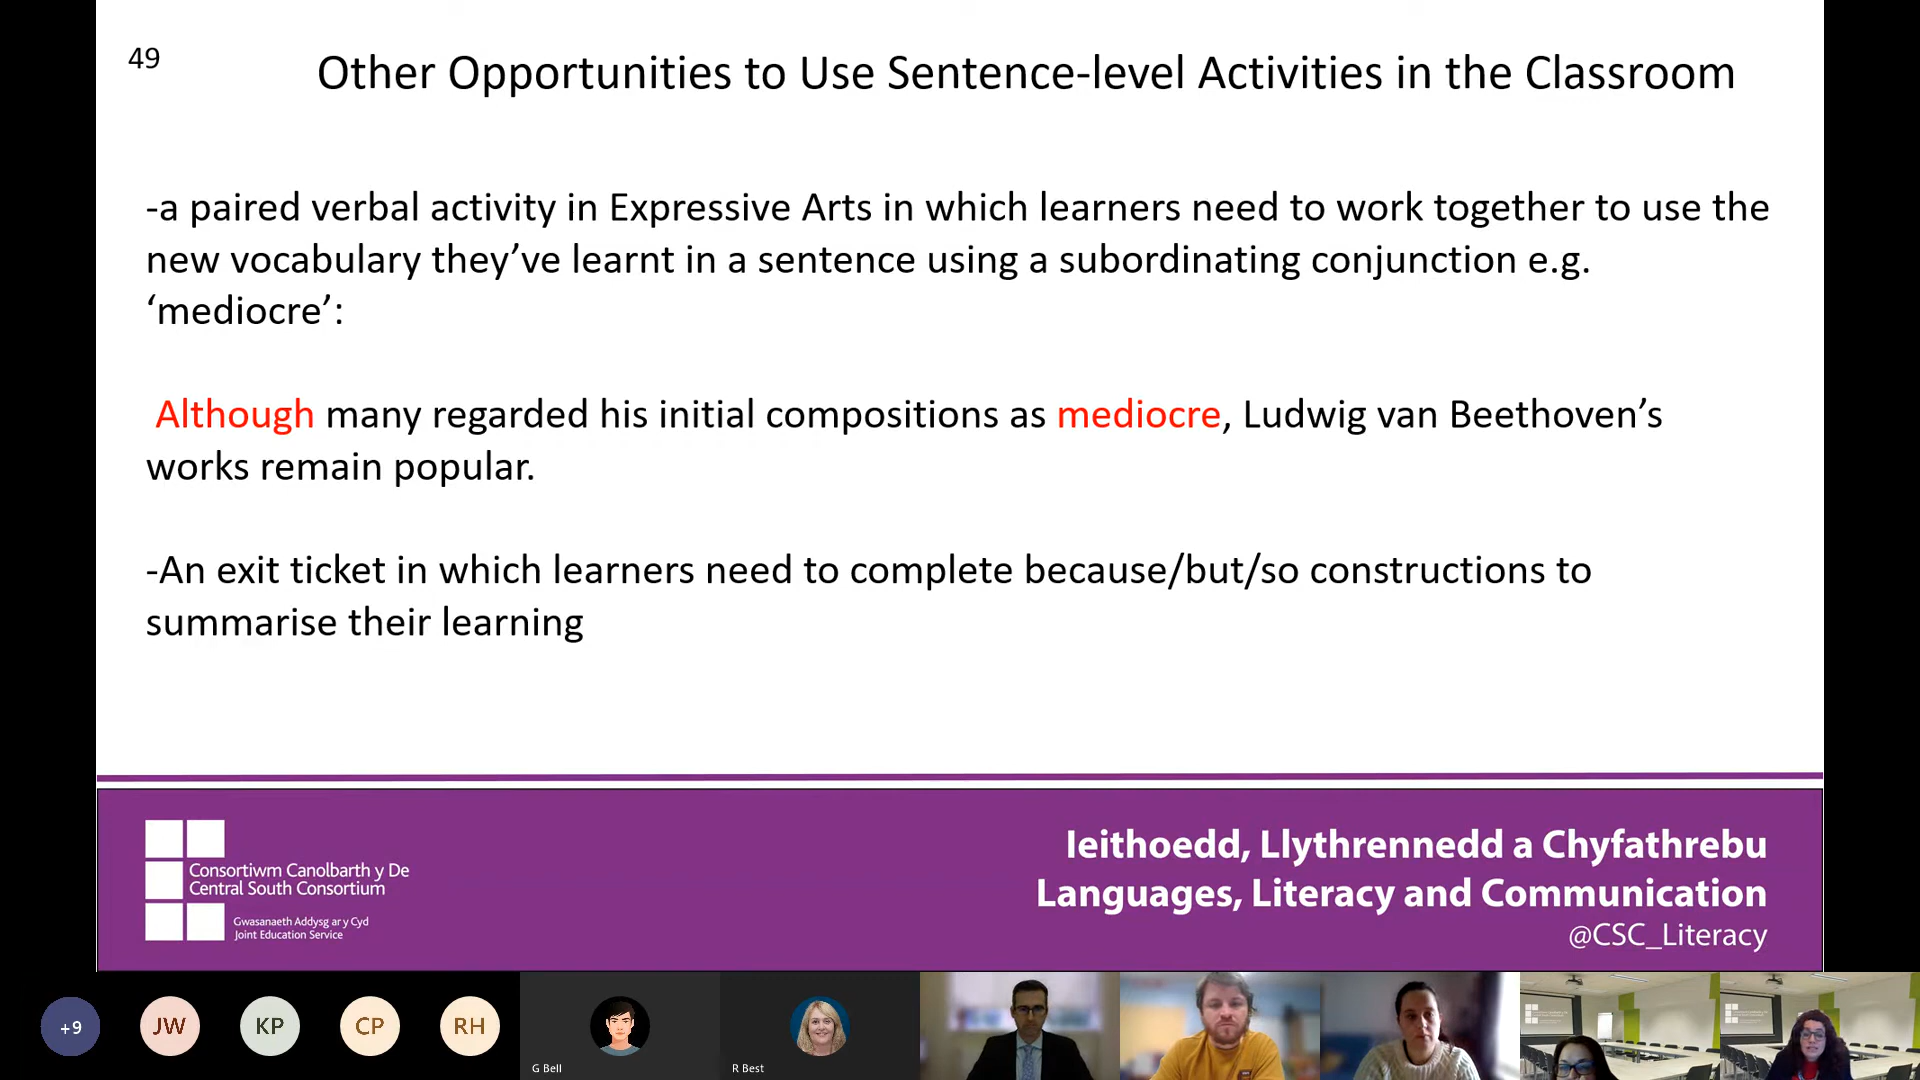 49
Other Opportunities to Use Sentence-level Activities in the Classroom
-a paired verbal activity in Expressive Arts in which learners need to work together to use the
new vocabulary they’ve learnt in a sentence using a subordinating conjunction e.g.
‘mediocre’:
Although many regarded his initial compositions as mediocre, Ludwig van Beethoven’s
works remain popular.
-An exit ticket in which learners need to complete because/but/so constructions to
summarise their learning
Consortiwm Canolbarth y De
Central South Consortium
Gwasanaeth Addysg ar y Cyd
Joint Education Service
Ieithoedd, Llythrennedd a Chyfathrebu
Languages, Literacy and Communication
@CSC_Literacy
+9
JW
KP
CP
RH
G Bell
R Best